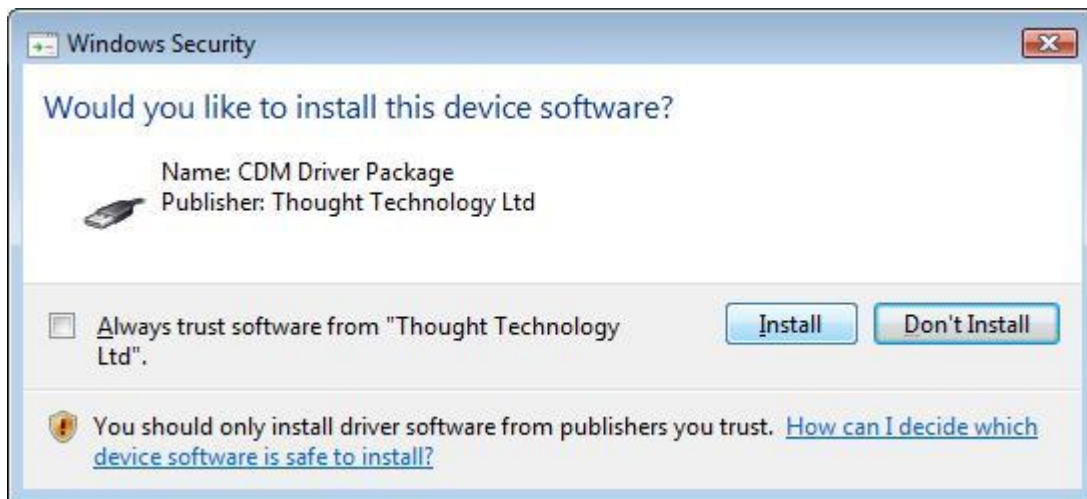 Windows Security
Would you like to install this device software?
Name: CDM Driver Package
Publisher: Thought Technology Ltd
Always trust software from "Thought Technology
Ltd".
Install
Don't Install
You should only install driver software from publishers you trust. How can I decide which
device software is safe to install?